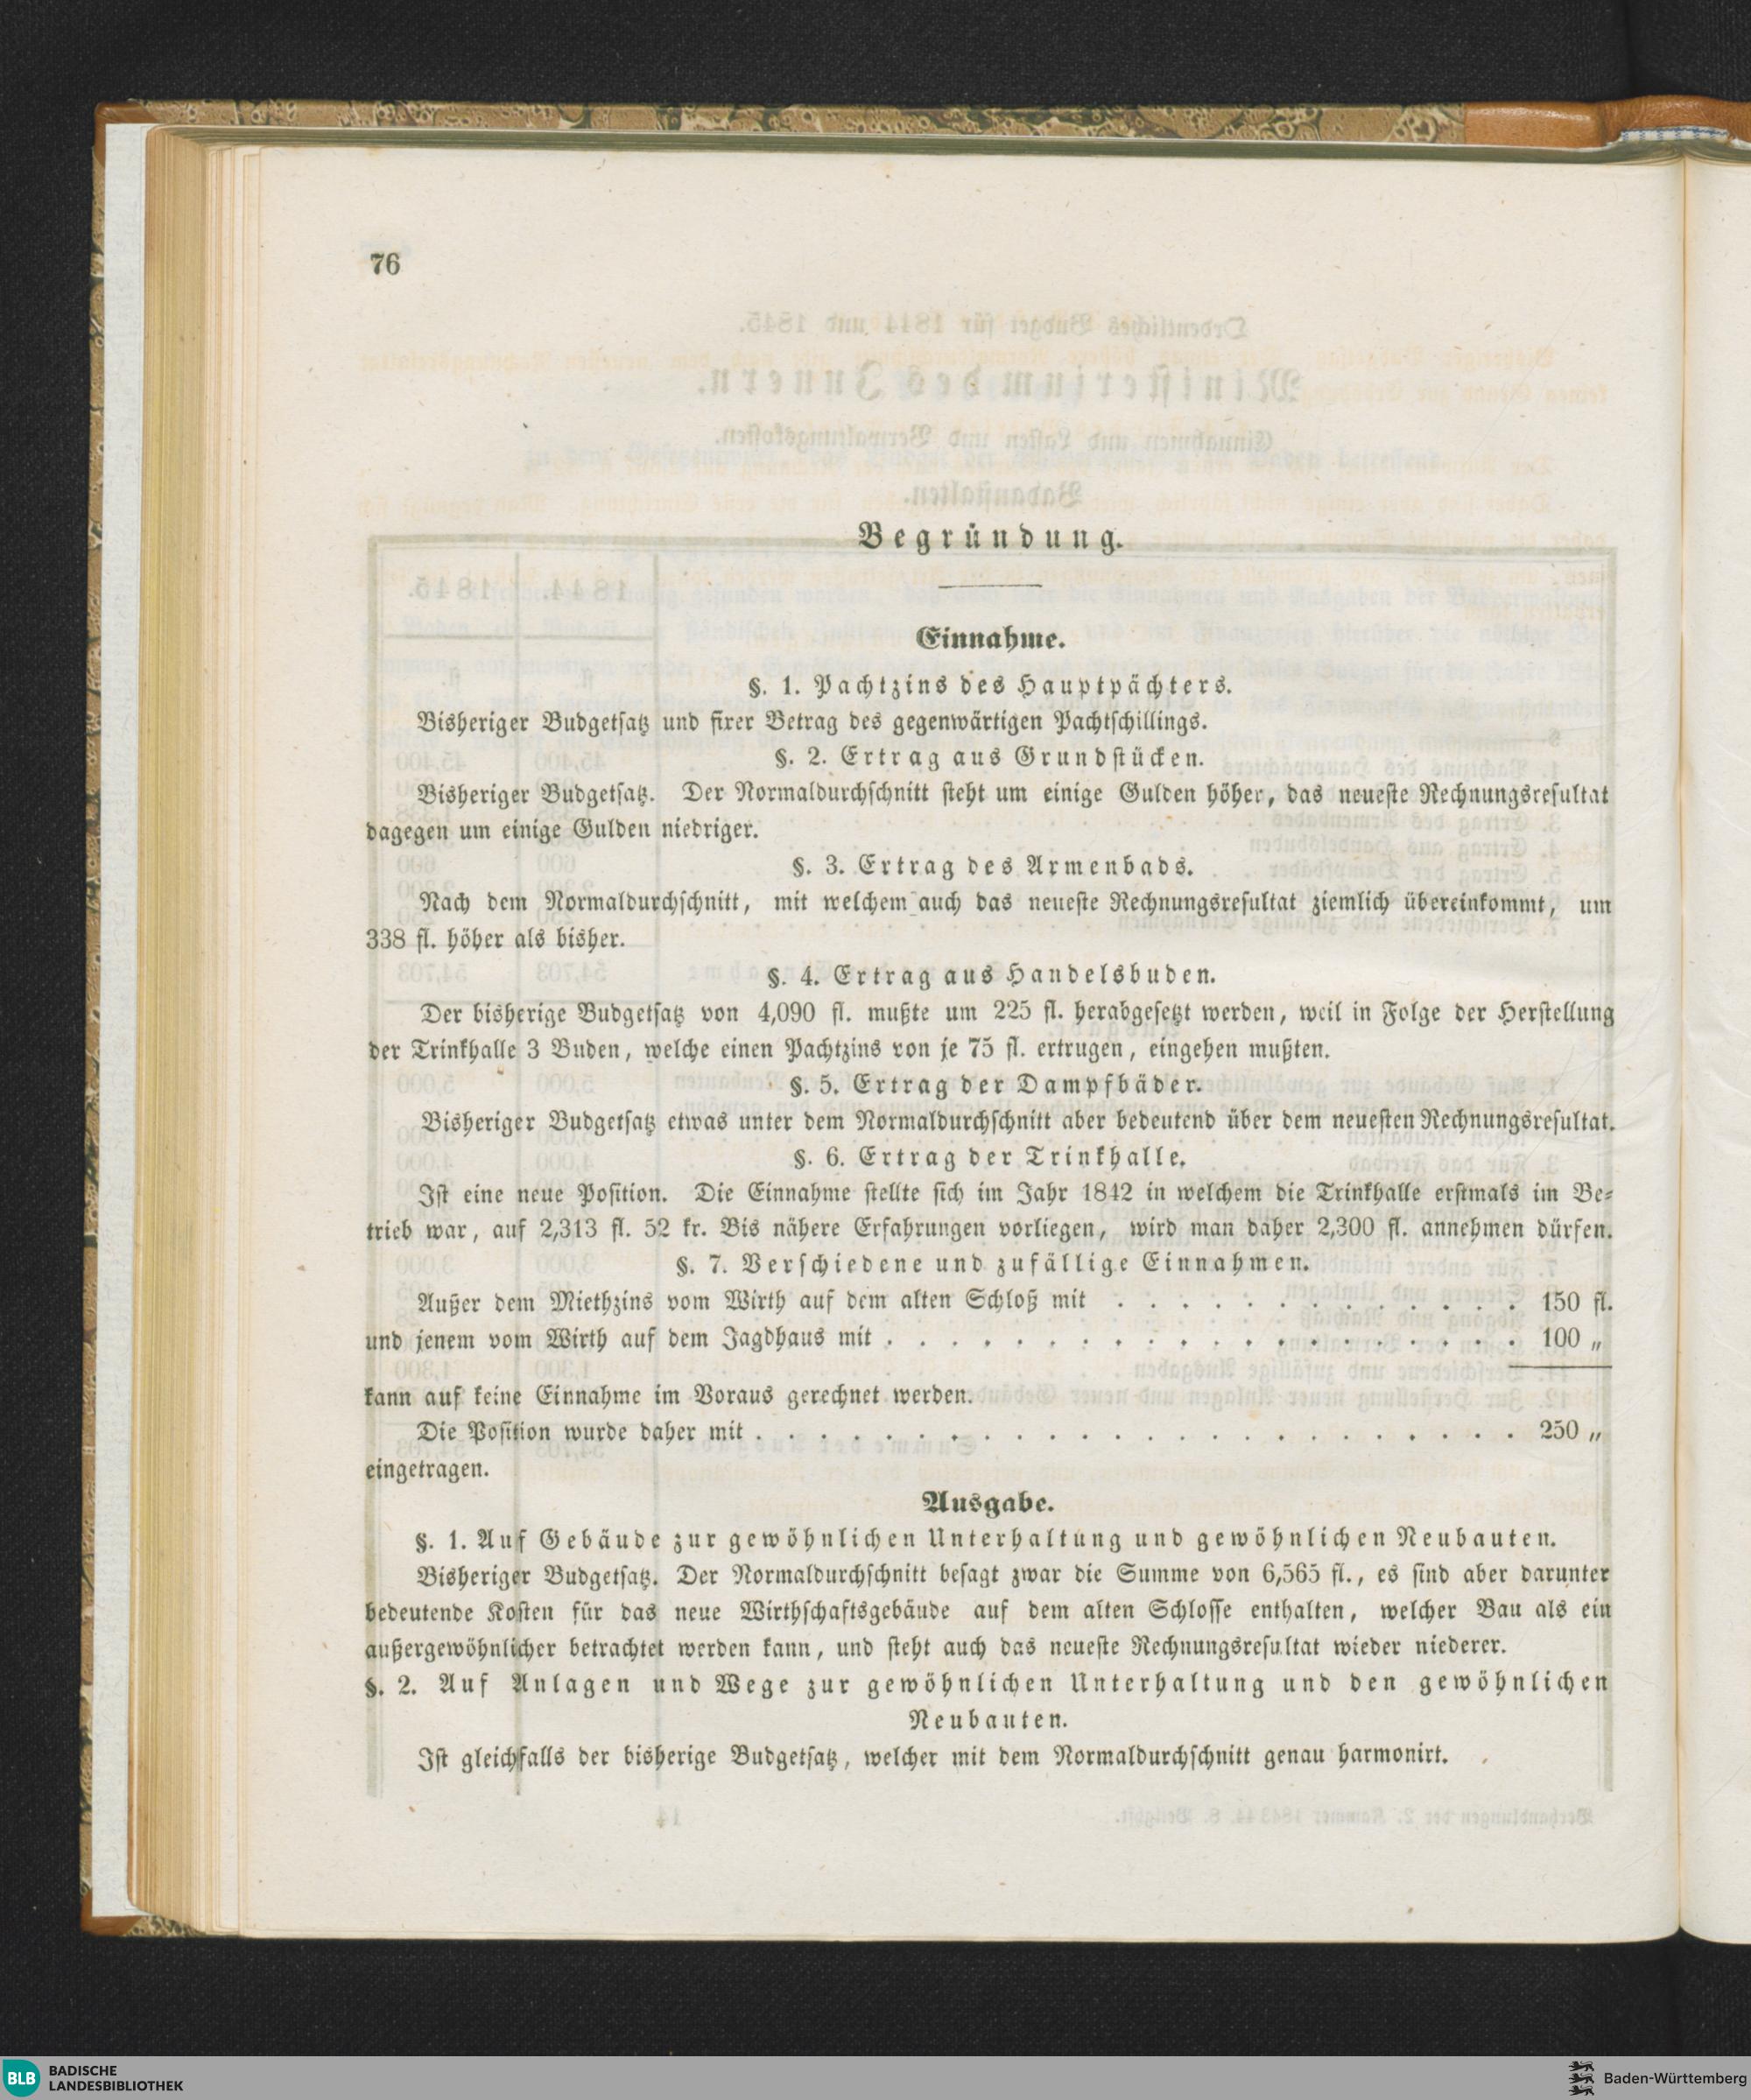 76
Begründung.
Einnahme.
§. 1. Pachtzins des Hauptpächters.
Bisheriger Budgetsatz und fixer Betrag des gegenwärtigen Pachtschillings.
§. 2. Ertrag aus Grundstücken.
Bisheriger Budgetsatz. Der Normaldurchschnitt steht um einige Gulden höher, das neueste Rechnungsresultat
dagegen um einige Gulden niedriger.
§. 3. Ertrag des Armenbads.
Nach dem Normaldurchschnitt, mit welchem auch das neueste Rechnungsresultat ziemlich übereinkommt, um
338 fl. höher als bisher.
§. 4. Ertrag aus Handelsbuden.
Der bisherige Budgetsatz von 4,090 fl. mußte um 225 fl. herabgesetzt werden, weil in Folge der Herstellung
der Trinkhalle 3 Buden, welche einen Pachtzins von je 75 fl. ertrugen, eingehen mußten.
§. 5. Ertrag der Dampfbäder.
Bisheriger Budgetsatz etwas unter dem Normaldurchschnitt aber bedeutend über dem neuesten Rechnungsresultat.
§. 6. Ertrag der Trinkhalle.
Ist eine neue Position. Die Einnahme stellte sich im Jahr 1842 in welchem die Trinkhalle erstmals im Be-
trieb war, auf 2,313 fl. 52 kr. Bis nähere Erfahrungen vorliegen, wird man daher 2,300 fl. annehmen dürfen.
§. 7. Verschiedene und zufällige Einnahmen.
Außer dem Miethzins vom Wirth auf dem alten Schloß mit . . . . . . . . . . . . . 150 fl.
und jenem vom Wirth auf dem Jagdhaus mit . . . . . . . . . . . . . . . . . . . . 100 „
kann auf keine Einnahme im Voraus gerechnet werden.
Die Position wurde daher mit . . . . . . . . . . . . . . . . . . . . . . . . 250 „
eingetragen.
Ausgabe.
§. 1. Auf Gebäude zur gewöhnlichen Unterhaltung und gewöhnlichen Neubauten.
Bisheriger Budgetsatz. Der Normaldurchschnitt besagt zwar die Summe von 6,565 fl., es sind aber darunter
bedeutende Kosten für das neue Wirthschaftsgebäude auf dem alten Schlosse enthalten, welcher Bau als ein
außergewöhnlicher betrachtet werden kann, und steht auch das neueste Rechnungsresultat wieder niederer.
§. 2. Auf Anlagen und Wege zur gewöhnlichen Unterhaltung und den gewöhnlichen
Neubauten.
Ist gleichfalls der bisherige Budgetsatz, welcher mit dem Normaldurchschnitt genau harmonirt.
BLB BADISCHE
LANDESBIBLIOTHEK
Baden-Württemberg